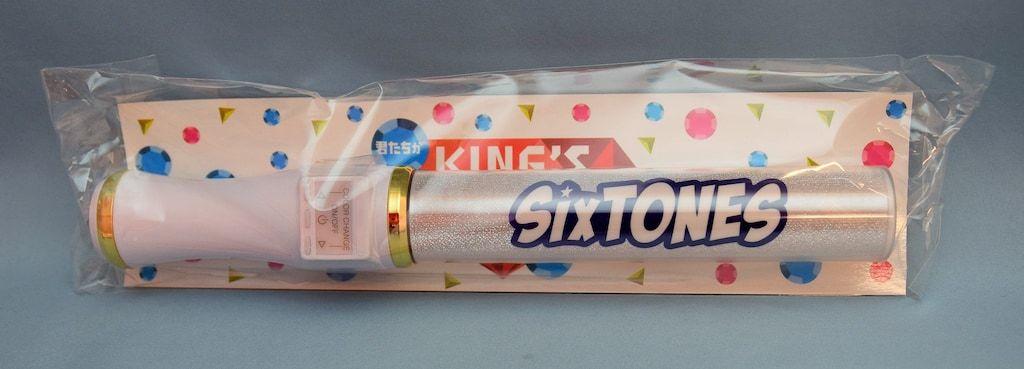 君たちが
KING'S
SixTONES
COLOR CHANGE
ON/OFF